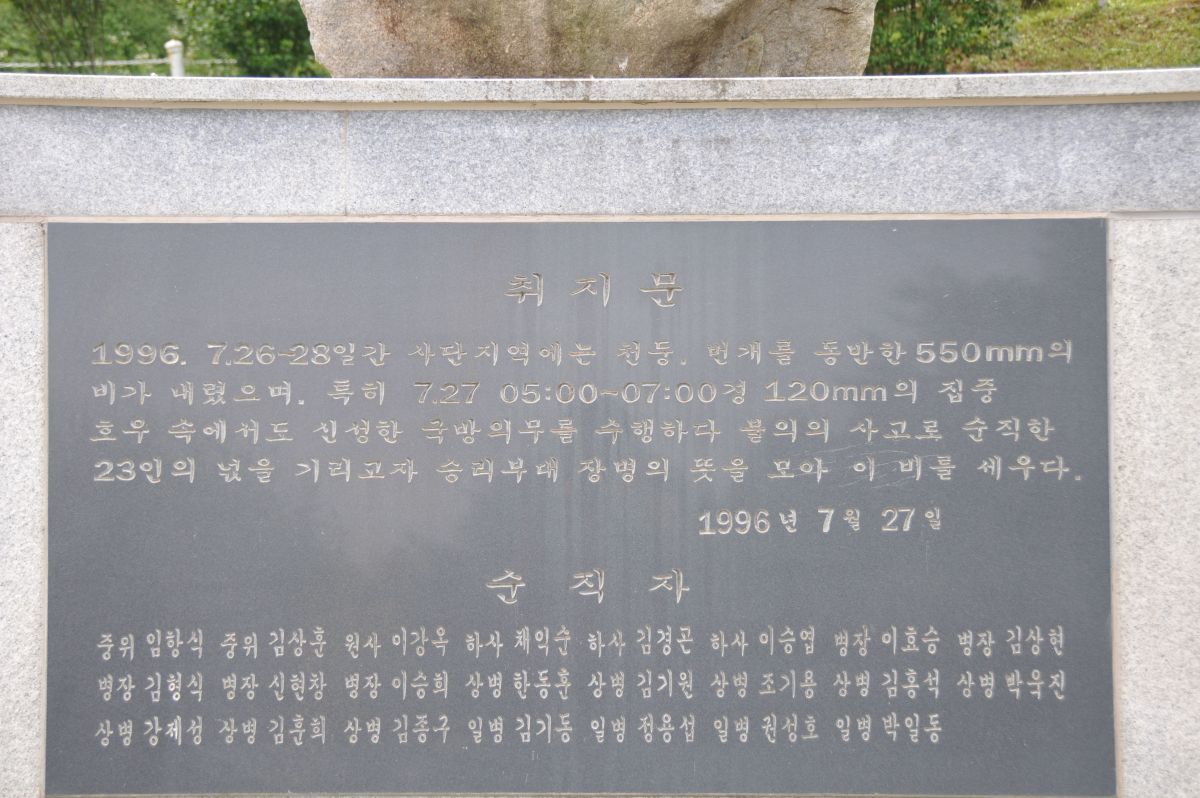 취지문
1996. 7.26~28일간 사단지역에는 천둥. 번개를 동반한 550mm의
비가 내렸으며. 특히 7.27 05:00~07:00경 120mm의 집중
호우 속에서도 신성한 국방의무를 수행하다 불의의 사고로 순직한
23인의 넋을 기리고자 승리부대 장병의 뜻을 모아 이 비를 세우다.
1996년 7월 27일
순직자
중위 임항식 중위 김상훈 원사 이강옥 하사 채익수 하사 김경곤 하사 이승엽 병장 이효승 병장 김상현
병장 김형식 병장 신현창 병장 이승희 상병 한동훈 상병 김기원 상병 조기용 상병 김홍석 상병 박욱진
상병 강제성 상병 김훈희 상병 김종구 일병 김기동 일병 정용섭 일병 권성호 일병 박일동